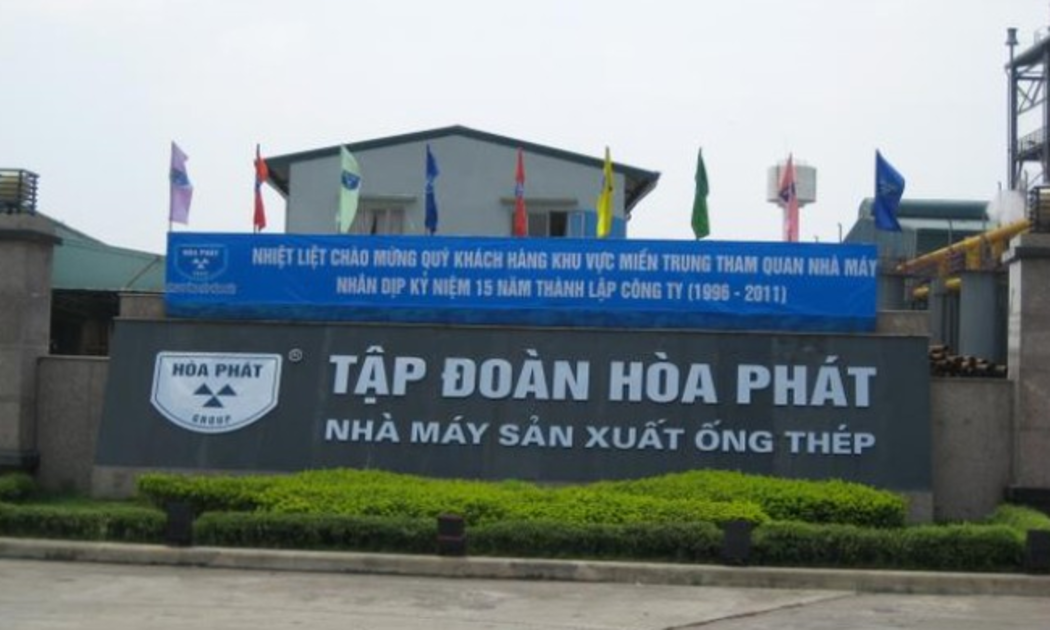 NHIỆT LIỆT CHÀO MỪNG QUÝ KHÁCH HÀNG KHU VỰC MIỀN TRUNG THAM QUAN NHÀ MÁY
NHÂN DỊP KỶ NIỆM 15 NĂM THÀNH LẬP CÔNG TY (1996 - 2011)
HÒA PHÁT
GROUP
®
TẬP ĐOÀN HÒA PHÁT
NHÀ MÁY SẢN XUẤT ỐNG THÉP